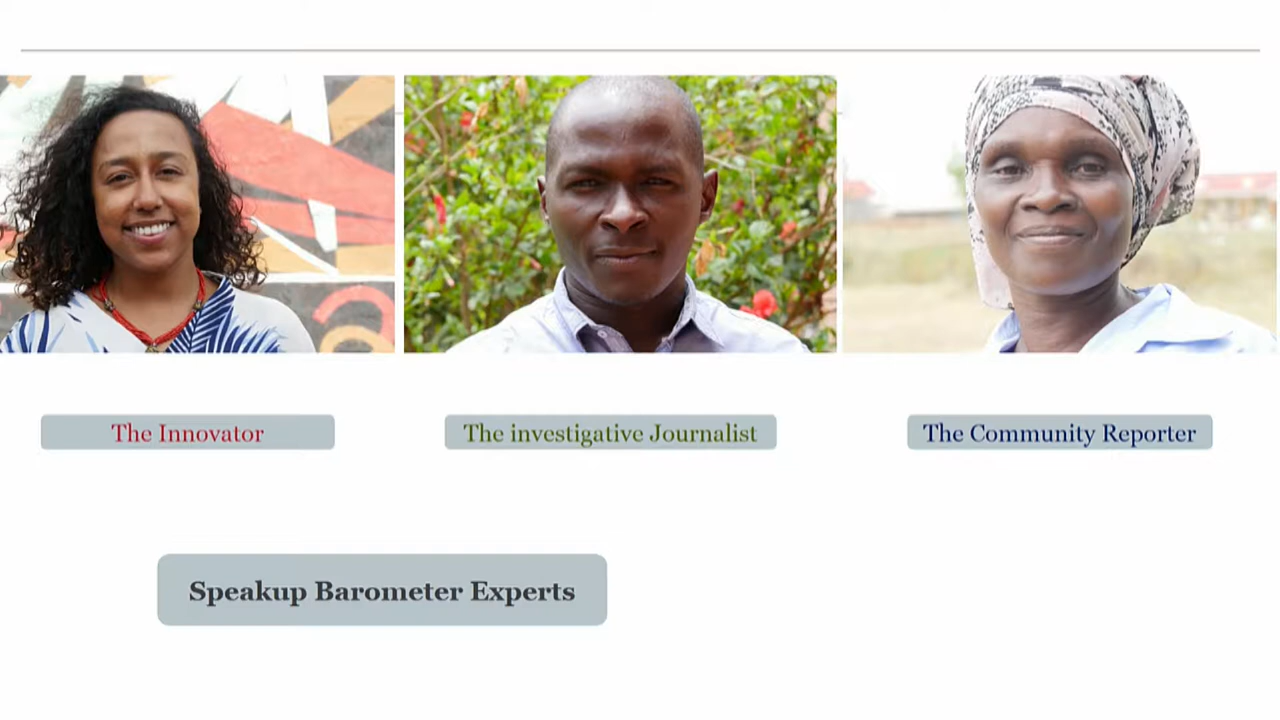 The Innovator
The investigative Journalist
The Community Reporter
Speakup Barometer Experts